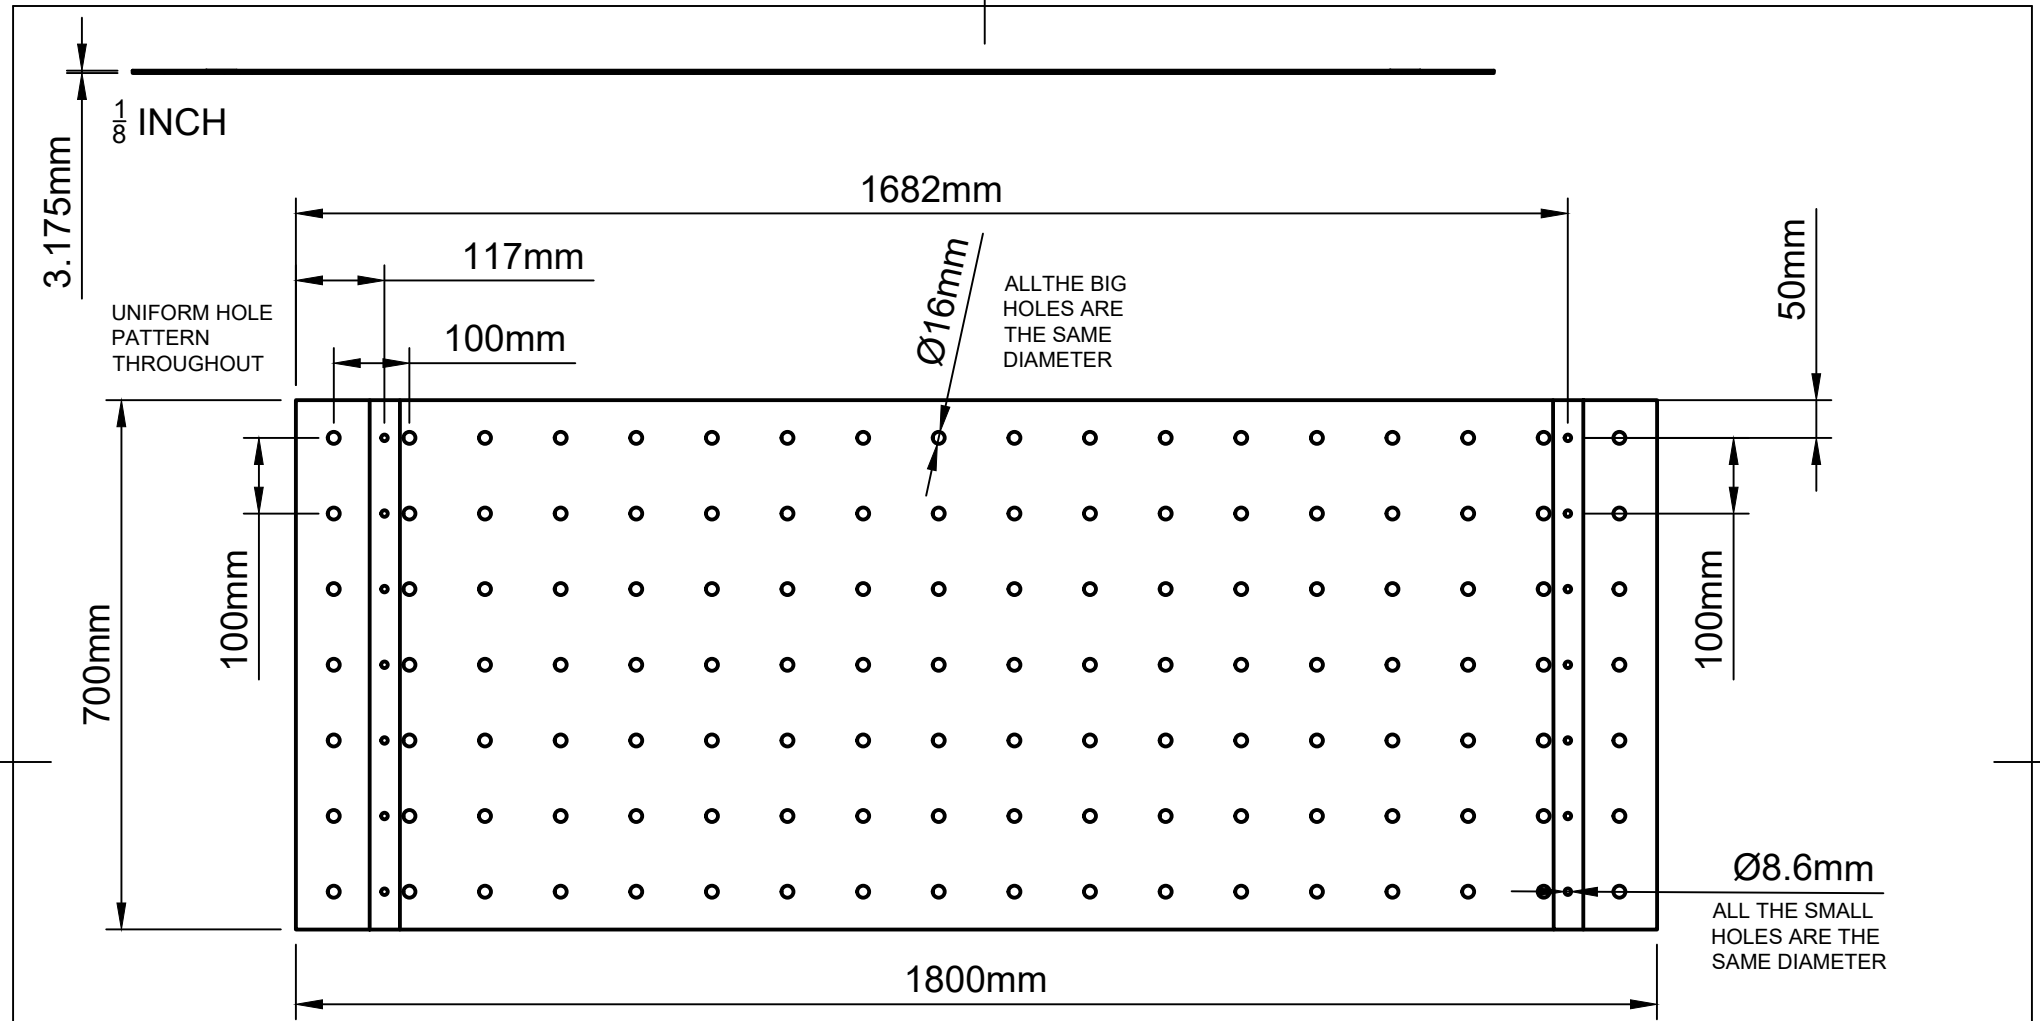 1/8 INCH
3.175mm
1682mm
117mm
Ø16mm
ALLTHE BIG
HOLES ARE
THE SAME
DIAMETER
50mm
UNIFORM HOLE
PATTERN
THROUGHOUT
100mm
100mm
700mm
100mm
Ø8.6mm
ALL THE SMALL
HOLES ARE THE
SAME DIAMETER
1800mm